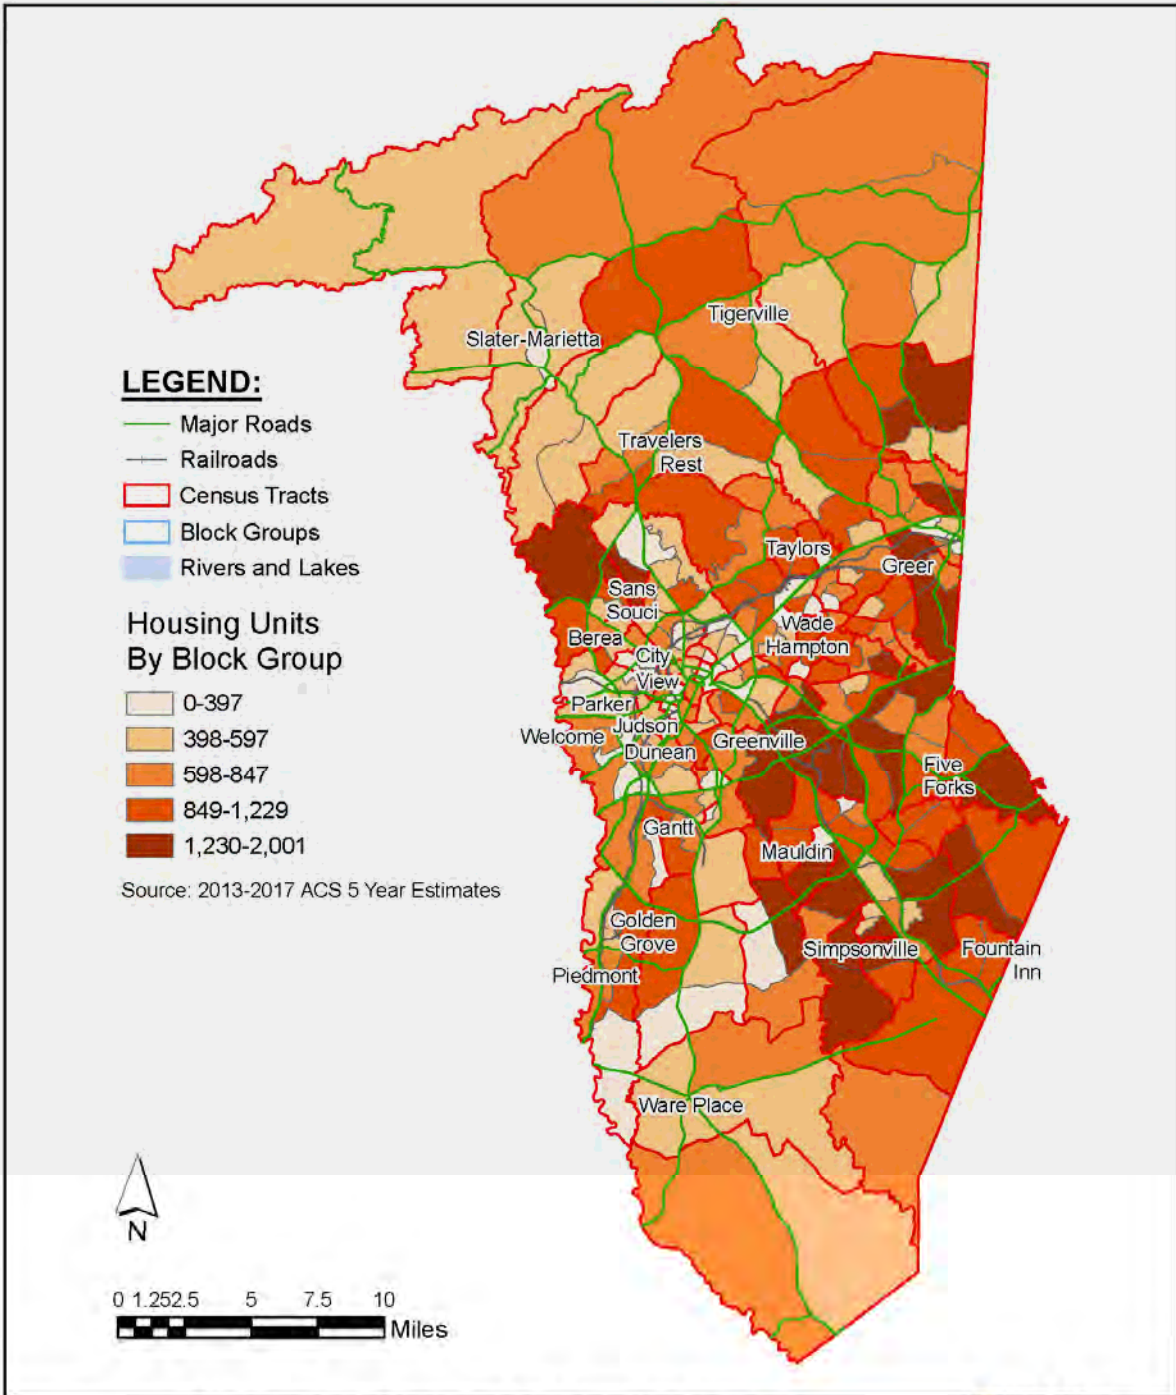 Tigerville
Slater-Marietta
LEGEND:
Major Roads
Railroads
Census Tracts
Block Groups
Rivers and Lakes
Housing Units
By Block Group
0-397
398-597
598-847
849-1,229
1,230-2,001
Source: 2013-2017 ACS 5 Year Estimates
Travelers
Rest
Taylors
Greer
Sans
Souci
Berea
Wade
Hampton
City
View
Parker
Judson
Welcome
Dunean
Greenville
Five
Forks
Gantt
Mauldin
Golden
Grove
Simpsonville
Fountain
Inn
Piedmont
Ware Place
N
0 1.252.5 5 7.5 10
Miles